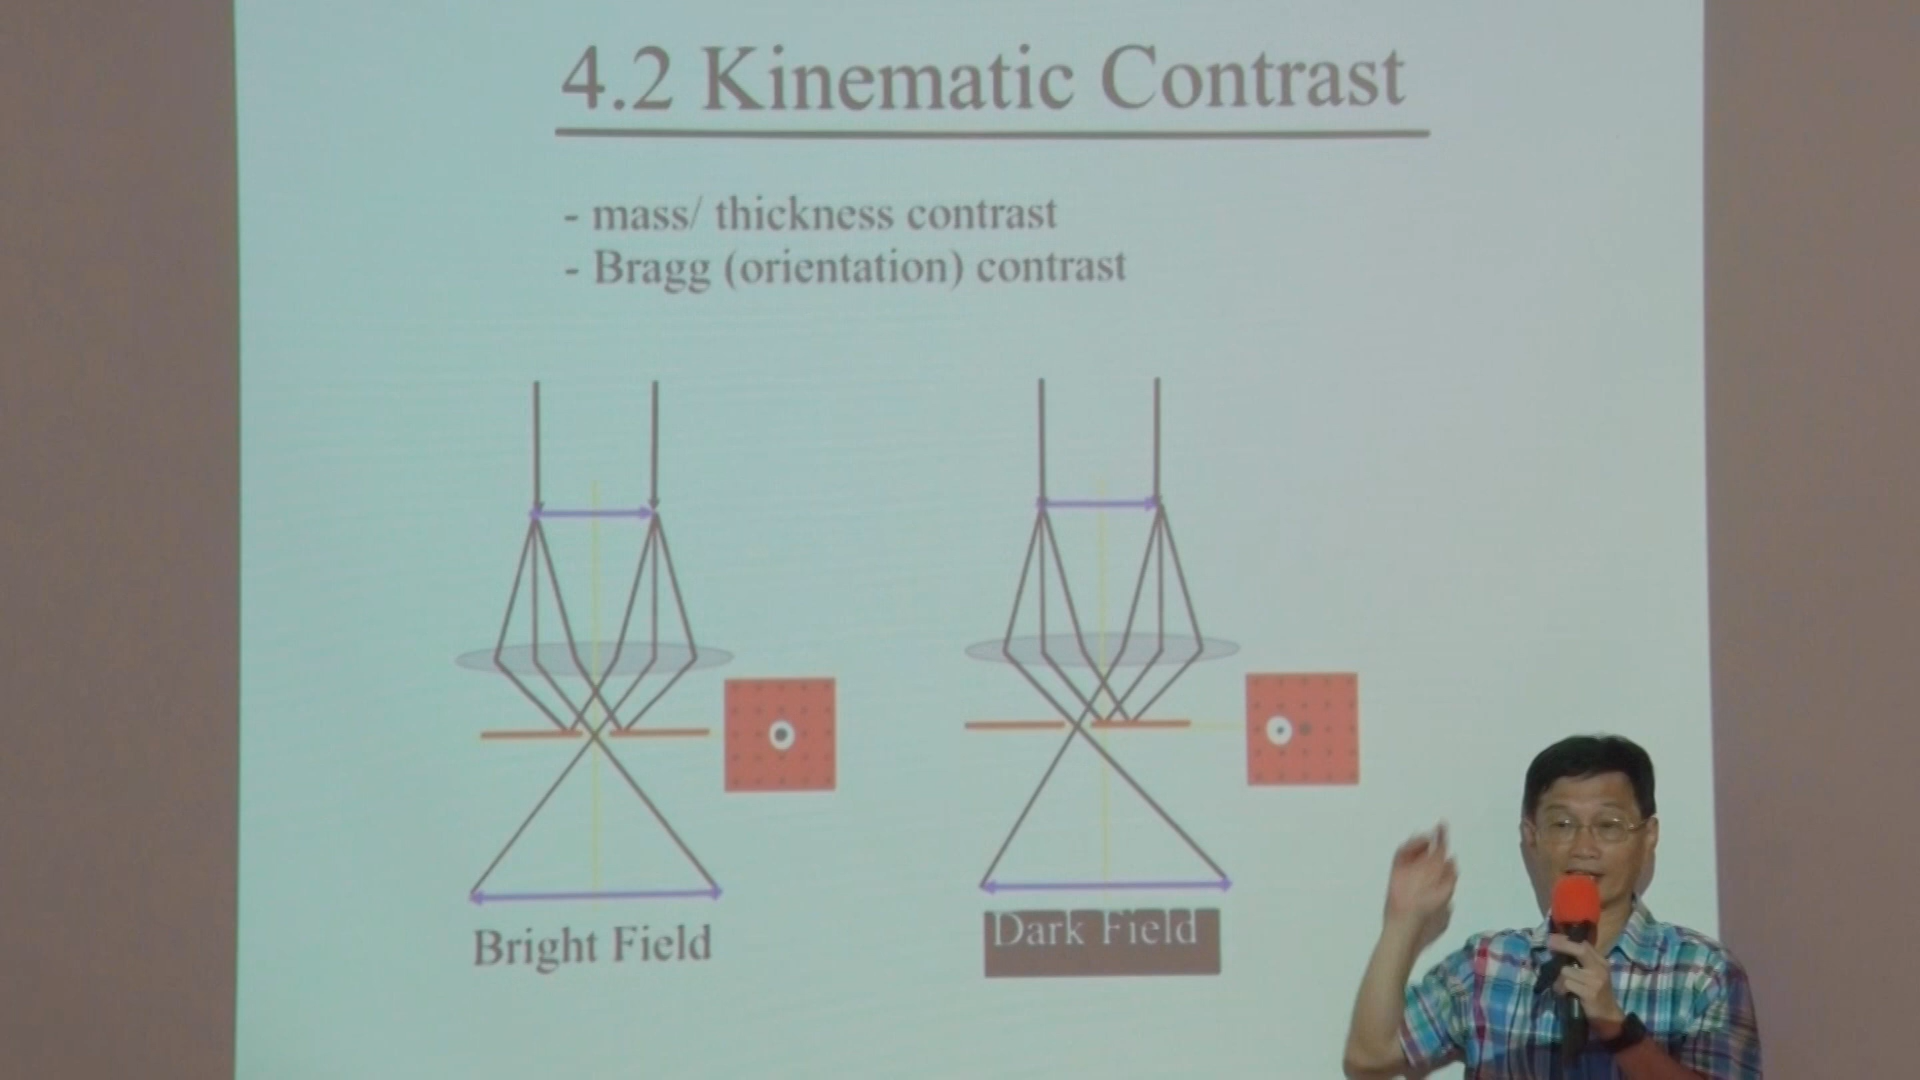 4.2 Kinematic Contrast
- mass/ thickness contrast
- Bragg (orientation) contrast
Bright Field
Dark Field